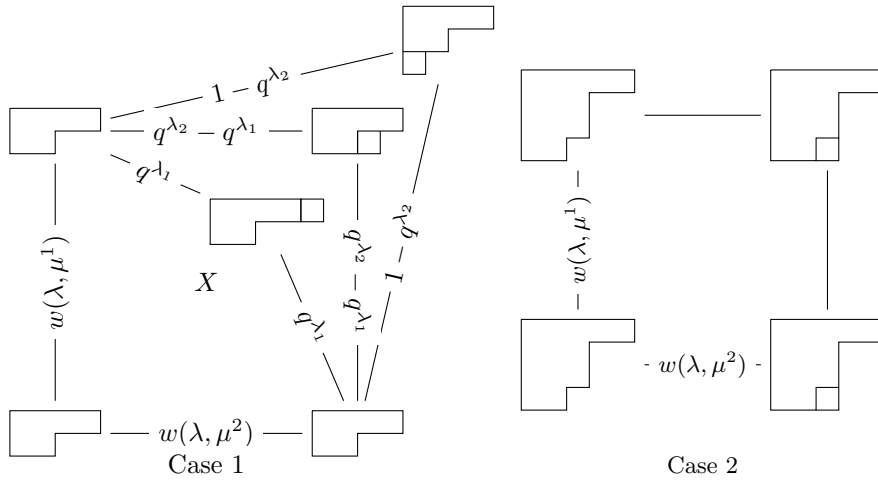 1 − q^{λ_2}
q^{λ_2} − q^{λ_1}
q^{λ_1}
w(λ, μ^1)
X
q^{λ_1}
q^{λ_2} − q^{λ_1}
1 − q^{λ_2}
w(λ, μ^2)
Case 1
w(λ, μ^1)
w(λ, μ^2)
Case 2